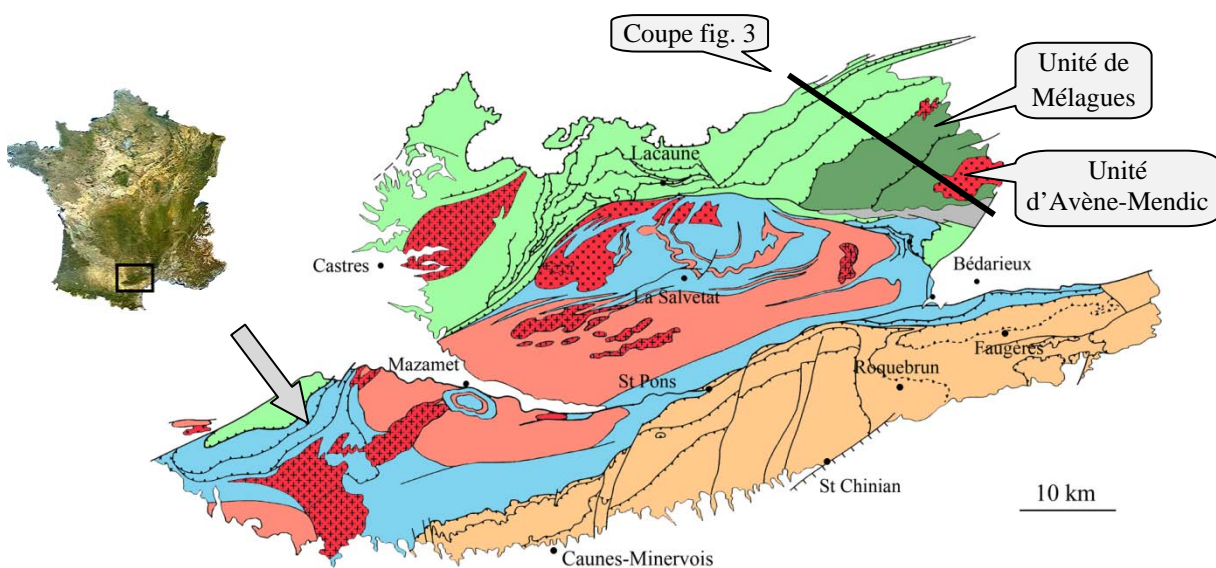 Coupe fig. 3
Unité de
Mélagues
Unité
d’Avène-Mendic
Lacaune
Castres
Bédarieux
La Salvetat
Faugères
Mazamet
Roquebrun
St Pons
St Chinian
10 km
Caunes-Minervois